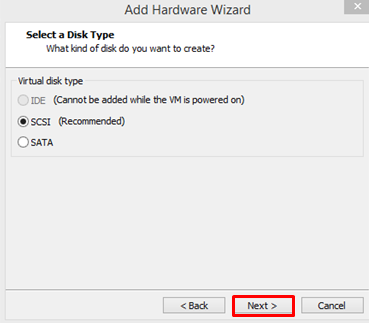 Add Hardware Wizard
Select a Disk Type
What kind of disk do you want to create?
Virtual disk type
IDE (Cannot be added while the VM is powered on)
SCSI (Recommended)
SATA
< Back Next > Cancel